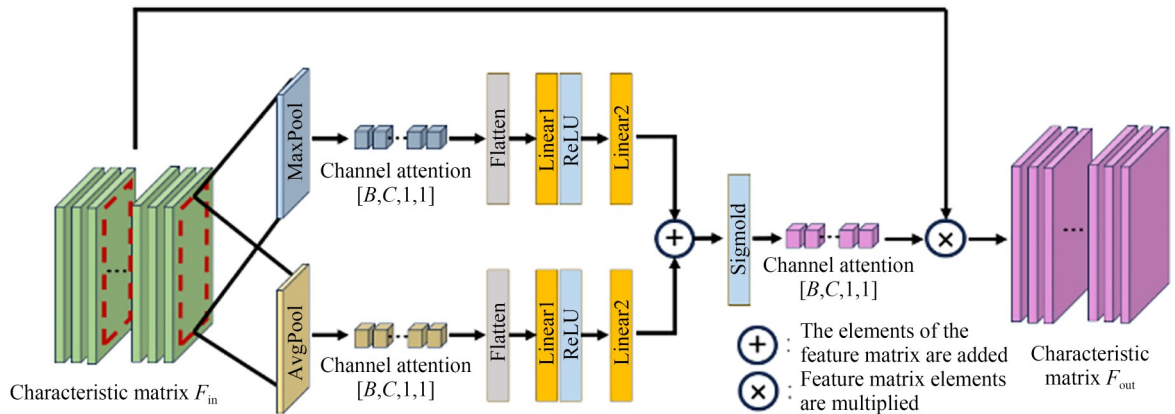 MaxPool
Channel attention
[B,C,1,1]
Flatten
Linear1
ReLU
Linear2
Characteristic matrix Fin
AvgPool
Channel attention
[B,C,1,1]
Flatten
Linear1
ReLU
Linear2
+
Sigmold
Channel attention
[B,C,1,1]
×
+ : The elements of the
feature matrix are added
× : Feature matrix elements
are multiplied
Characteristic
matrix Fout